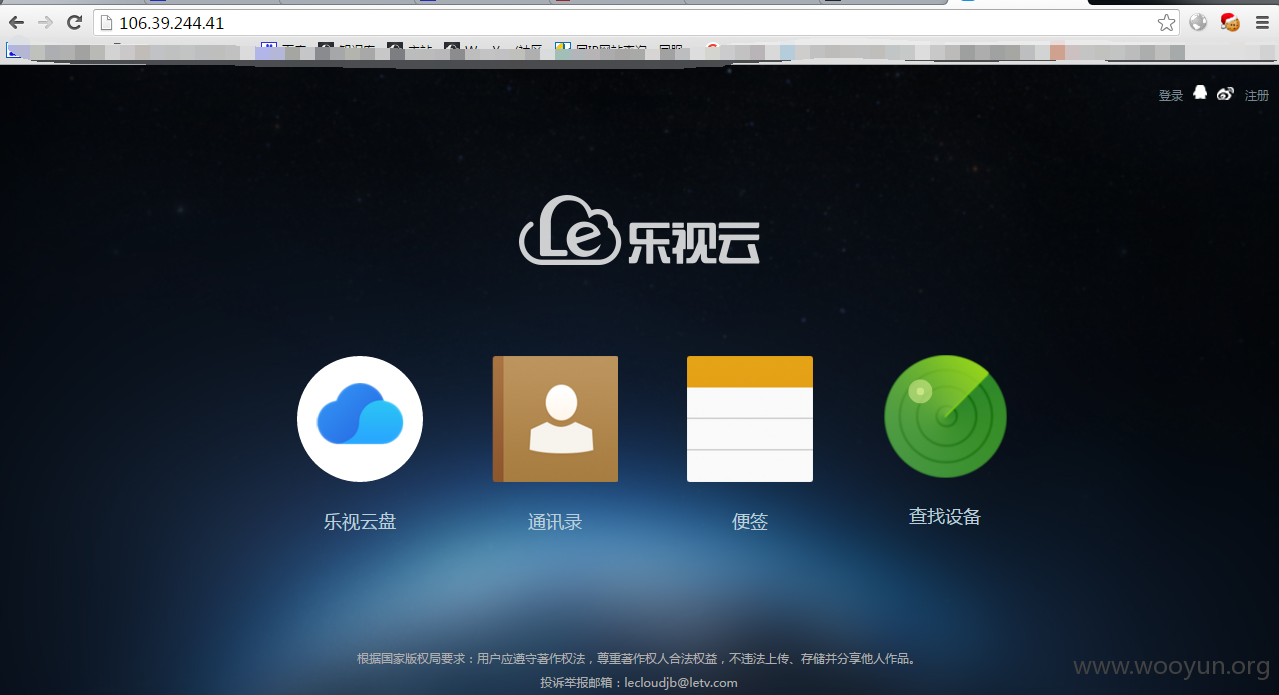 106.39.244.41
登录 注册
Le 乐视云
乐视云盘 通讯录 便签 查找设备
根据国家版权局要求：用户应遵守著作权法，尊重著作权人合法权益，不违法上传、存储并分享他人作品。
投诉举报邮箱：lecloudjb@letv.com
www.wooyun.org